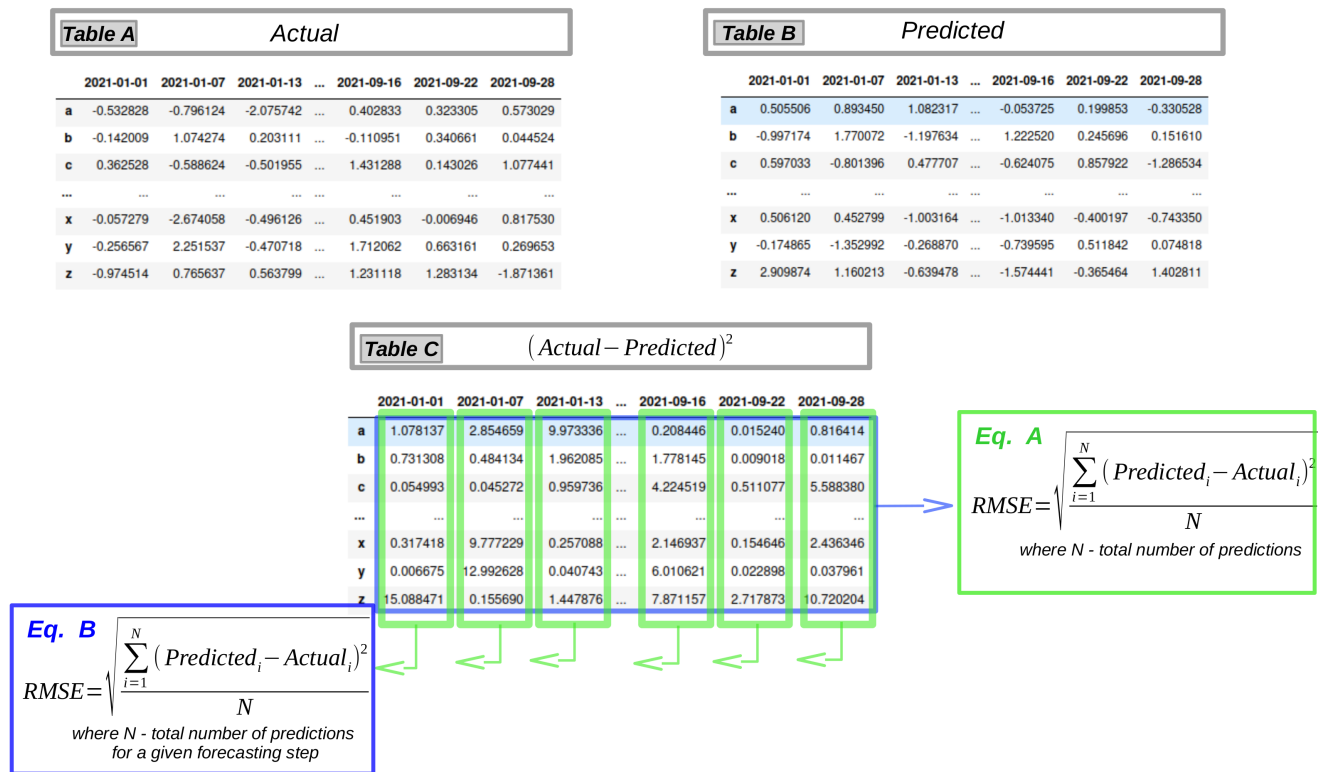 Table A Actual
2021-01-01 2021-01-07 2021-01-13 ... 2021-09-16 2021-09-22 2021-09-28
a -0.532828 -0.796124 -2.075742 ... 0.402833 0.323305 0.573029
b -0.142009 1.074274 0.203111 ... -0.110951 0.340661 0.044524
c 0.362528 -0.588624 -0.501955 ... 1.431288 0.143026 1.077441
... ... ... ... ... ... ... ...
x -0.057279 -2.674058 -0.496126 ... 0.451903 -0.006946 0.817530
y -0.256567 2.251537 -0.470718 ... 1.712062 0.663161 0.269653
z -0.974514 0.765637 0.563799 ... 1.231118 1.283134 -1.871361
Table B Predicted
2021-01-01 2021-01-07 2021-01-13 ... 2021-09-16 2021-09-22 2021-09-28
a 0.505506 0.893450 1.082317 ... -0.053725 0.199853 -0.330528
b -0.997174 1.770072 -1.197634 ... 1.222520 0.245696 0.151610
c 0.597033 -0.801396 0.477707 ... -0.624075 0.857922 -1.286534
... ... ... ... ... ... ... ...
x 0.506120 0.452799 -1.003164 ... -1.013340 -0.400197 -0.743350
y -0.174865 -1.352992 -0.268870 ... -0.739595 0.511842 0.074818
z 2.909874 1.160213 -0.639478 ... -1.574441 -0.365464 1.402811
Table C (Actual−Predicted)²
2021-01-01 2021-01-07 2021-01-13 ... 2021-09-16 2021-09-22 2021-09-28
a 1.078137 2.854659 9.973336 ... 0.208446 0.015240 0.816414
b 0.731308 0.484134 1.962085 ... 1.778145 0.009018 0.011467
c 0.054993 0.045272 0.959736 ... 4.224519 0.511077 5.588380
... ... ... ... ... ... ... ...
x 0.317418 9.777229 0.257088 ... 2.146937 0.154646 2.436346
y 0.006675 12.992628 0.040743 ... 6.010621 0.022898 0.037961
z 15.088471 0.155690 1.447876 ... 7.871157 2.717873 10.720204
Eq. A
RMSE=√(∑_{i=1}^{N}(Predicted_i−Actual_i)²/N)
where N - total number of predictions
Eq. B
RMSE=√(∑_{i=1}^{N}(Predicted_i−Actual_i)²/N)
where N - total number of predictions
for a given forecasting step